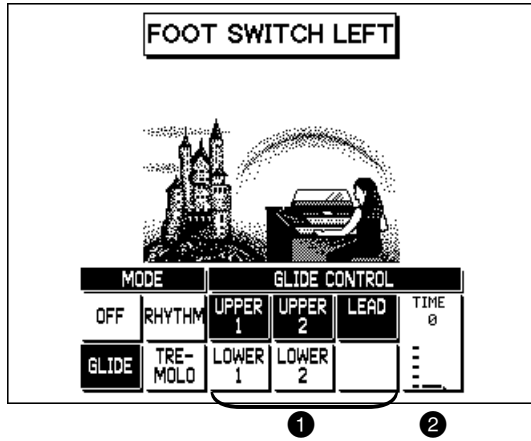 FOOT SWITCH LEFT
MODE GLIDE CONTROL
OFF RHYTHM UPPER 1 UPPER 2 LEAD TIME 0
GLIDE TRE-MOLO LOWER 1 LOWER 2
1 2